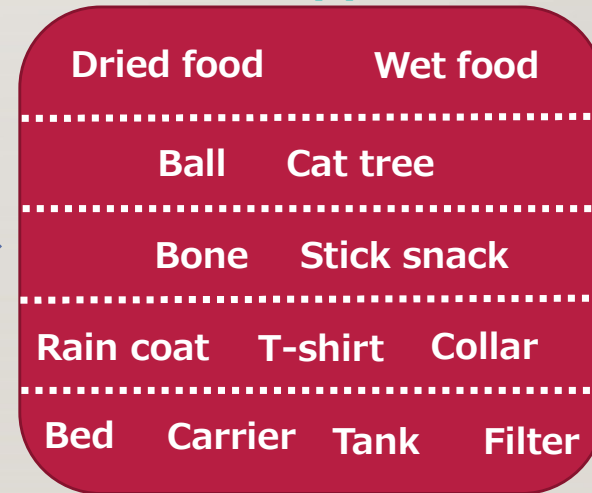 Dried food Wet food
Ball Cat tree
Bone Stick snack
Rain coat T-shirt Collar
Bed Carrier Tank Filter